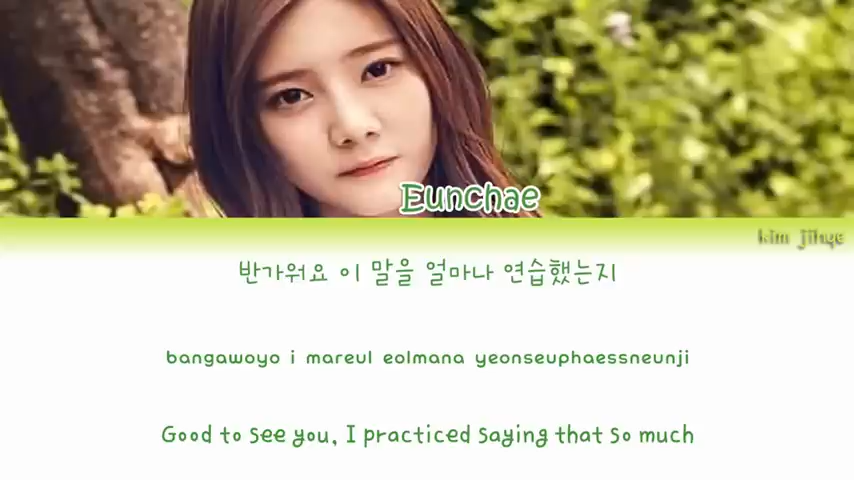 Eunchae
kim jihye
반가워요 이 말을 얼마나 연습했는지
bangawoyo i mareul eolmana yeonseuphaessneunji
Good to see you, I practiced saying that so much